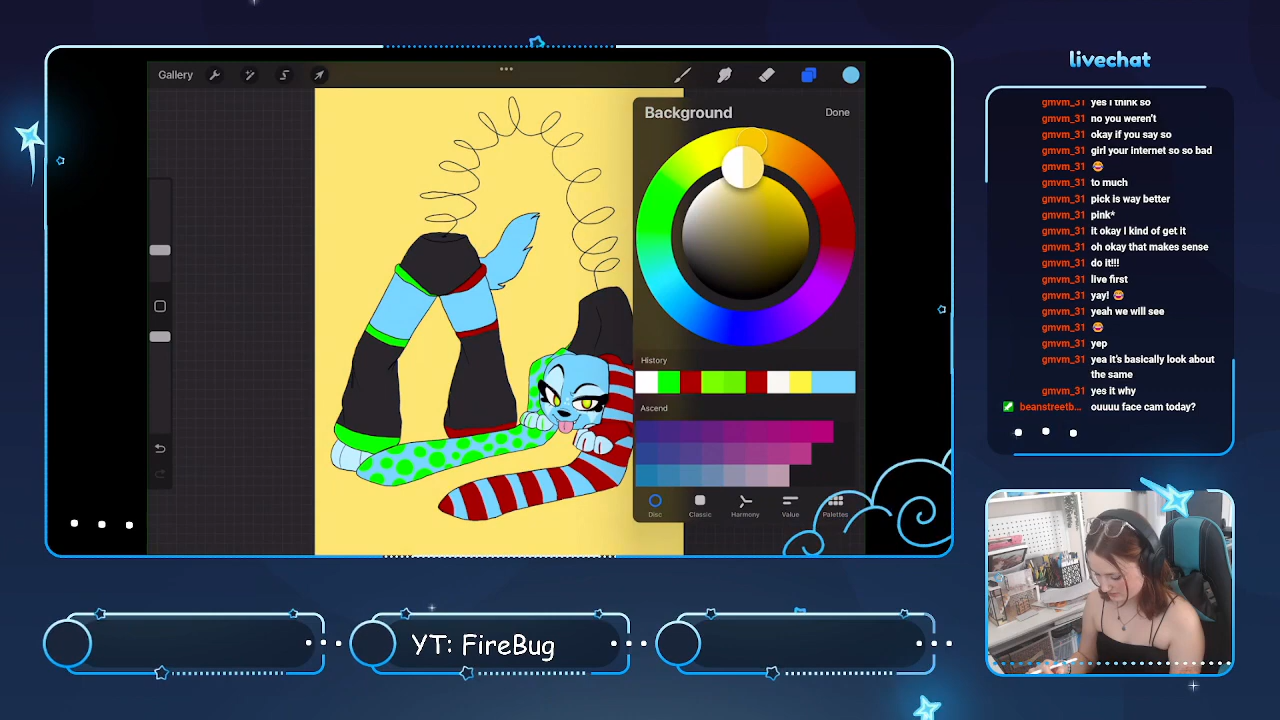 Gallery
Background
Done
History
Ascend
Disc
Classic
Harmony
Value
Palettes
livechat
gmvm_31 yes I think so
gmvm_31 no you weren't
gmvm_31 okay if you say so
gmvm_31 girl your internet so so bad
gmvm_31 😂
gmvm_31 to much
gmvm_31 pick is way better
gmvm_31 pink*
gmvm_31 it okay I kind of get it
gmvm_31 oh okay that makes sense
gmvm_31 do it!!!
gmvm_31 live first
gmvm_31 yay! 😂
gmvm_31 yeah we will see
gmvm_31 😂
gmvm_31 yep
gmvm_31 yea it's basically look about
the same
gmvm_31 yes it why
beanstreetb... ouuuu face cam today?
YT: FireBug